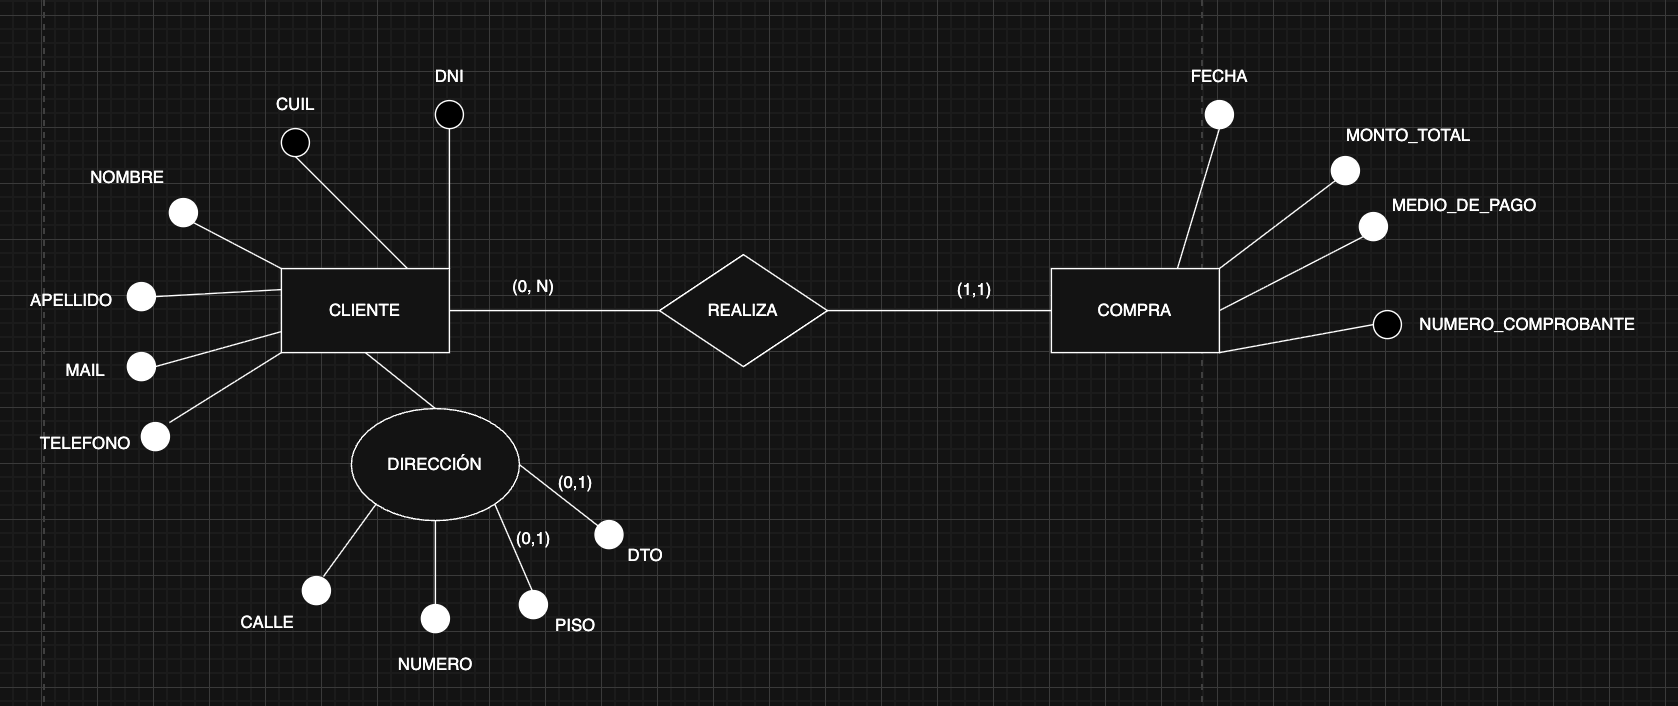 DNI
FECHA
CUIL
MONTO_TOTAL
NOMBRE
MEDIO_DE_PAGO
APELLIDO
CLIENTE
(0, N)
REALIZA
(1,1)
COMPRA
NUMERO_COMPROBANTE
MAIL
TELEFONO
DIRECCIÓN
(0,1)
(0,1)
DTO
CALLE
PISO
NUMERO